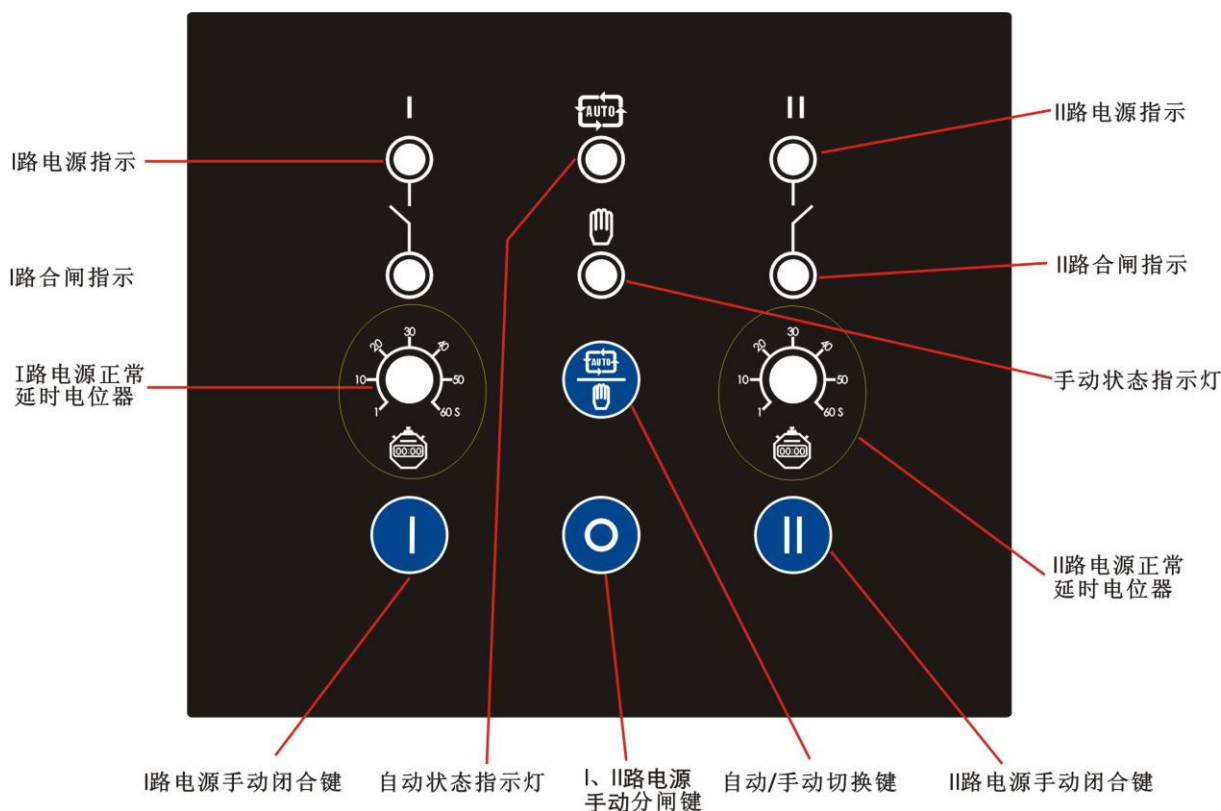 I
AUTO
II
II路电源指示
I路电源指示
I路合闸指示
II路合闸指示
30
20
40
10
50
1
60 S
00:00
I路电源正常
延时电位器
AUTO
30
20
40
10
50
1
60 S
00:00
手动状态指示灯
I
O
II
II路电源正常
延时电位器
I路电源手动闭合键
自动状态指示灯
I、II路电源
手动分闸键
自动/手动切换键
II路电源手动闭合键